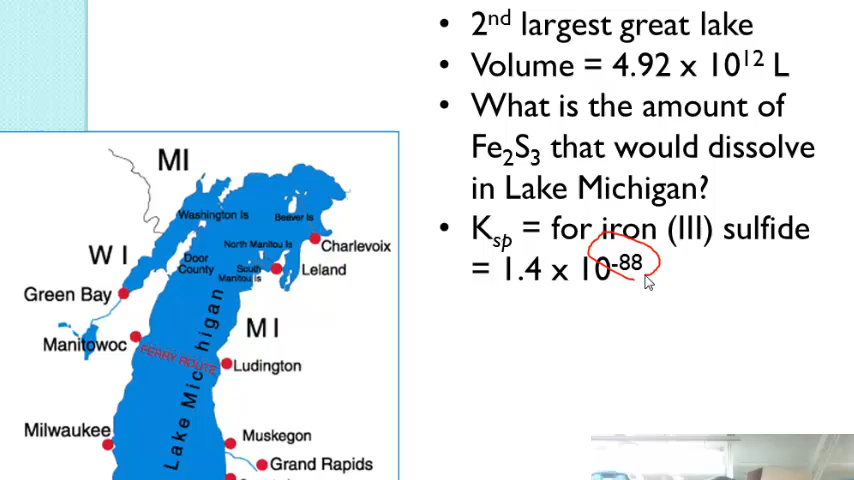 • 2nd largest great lake
• Volume = 4.92 x 10¹² L
• What is the amount of
Fe₂S₃ that would dissolve
in Lake Michigan?
• Ksp = for iron (III) sulfide
= 1.4 x 10⁻⁸⁸
MI
Washington Is
Beaver Is
WI
North Manitou Is
Charlevoix
Door
County
South
Manitou Is
Leland
Green Bay
MI
Manitowoc
FERRY ROUTE
Ludington
Lake Michigan
Milwaukee
Muskegon
Grand Rapids